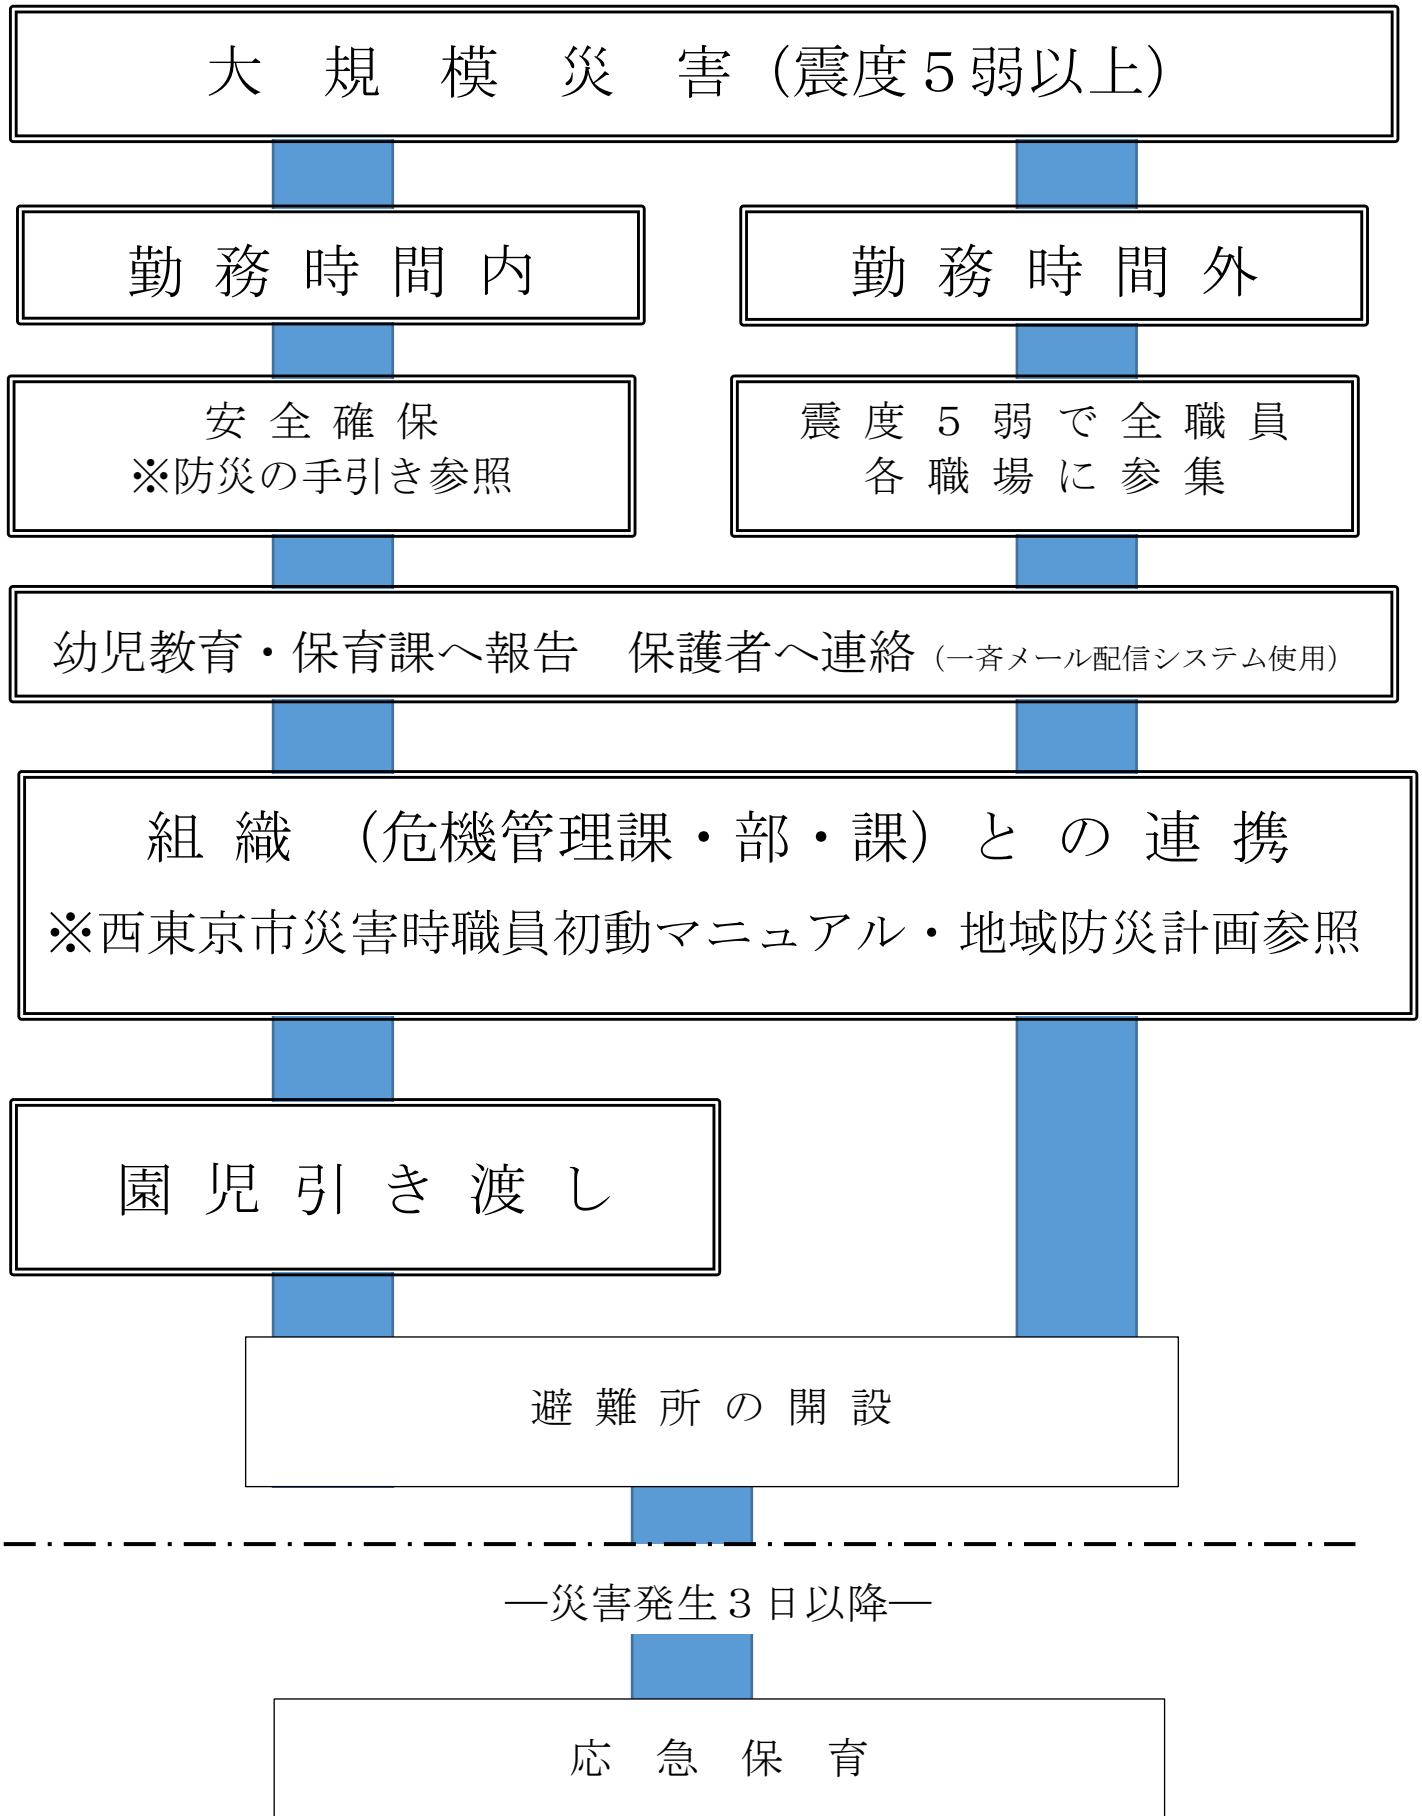 大　規　模　災　害（震度５弱以上）
勤 務 時 間 内
勤 務 時 間 外
安 全 確 保
※防災の手引き参照
震 度 ５ 弱 で 全 職 員
各 職 場 に 参 集
幼児教育・保育課へ報告　保護者へ連絡（一斉メール配信システム使用）
組 織 （危機管理課・部・課）と の 連 携
※西東京市災害時職員初動マニュアル・地域防災計画参照
園 児 引 き 渡 し
避 難 所 の 開 設
―災害発生３日以降―
応　急　保　育